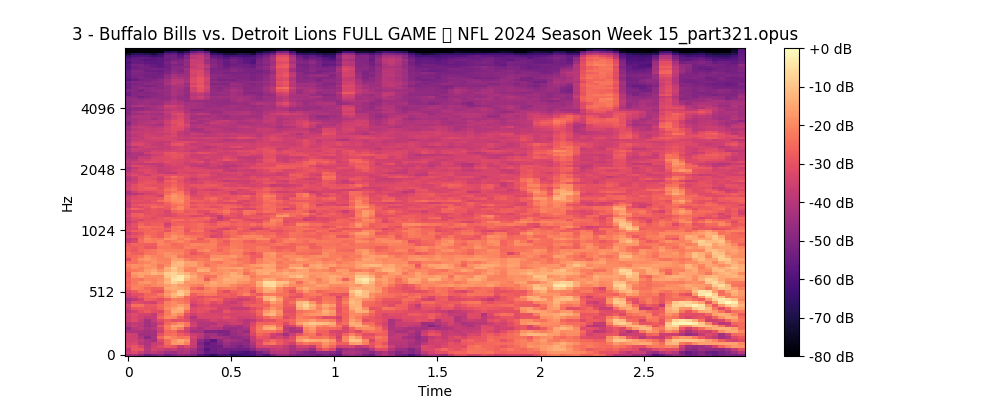 3 - Buffalo Bills vs. Detroit Lions FULL GAME ▯ NFL 2024 Season Week 15_part321.opus
+0 dB
-10 dB
-20 dB
-30 dB
-40 dB
-50 dB
-60 dB
-70 dB
-80 dB
4096
2048
1024
512
0
Hz
0
0.5
1
1.5
2
2.5
Time